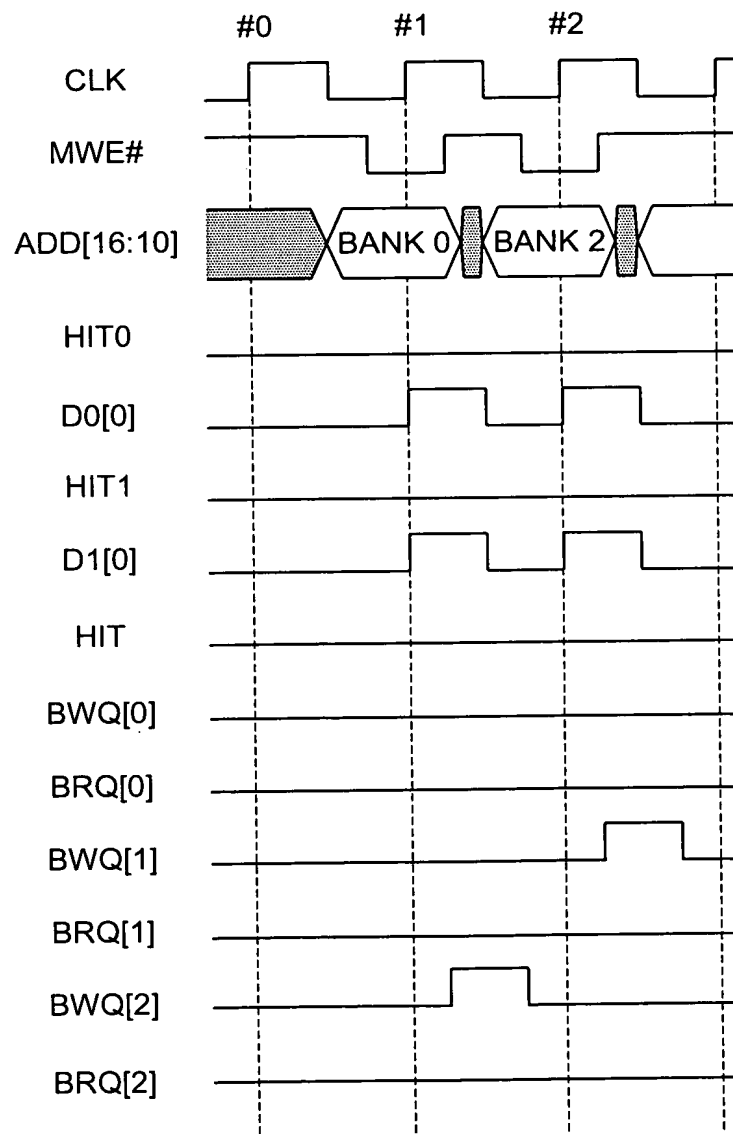 #0 #1 #2
CLK
MWE#
ADD[16:10] BANK 0 BANK 2
HIT0
D0[0]
HIT1
D1[0]
HIT
BWQ[0]
BRQ[0]
BWQ[1]
BRQ[1]
BWQ[2]
BRQ[2]